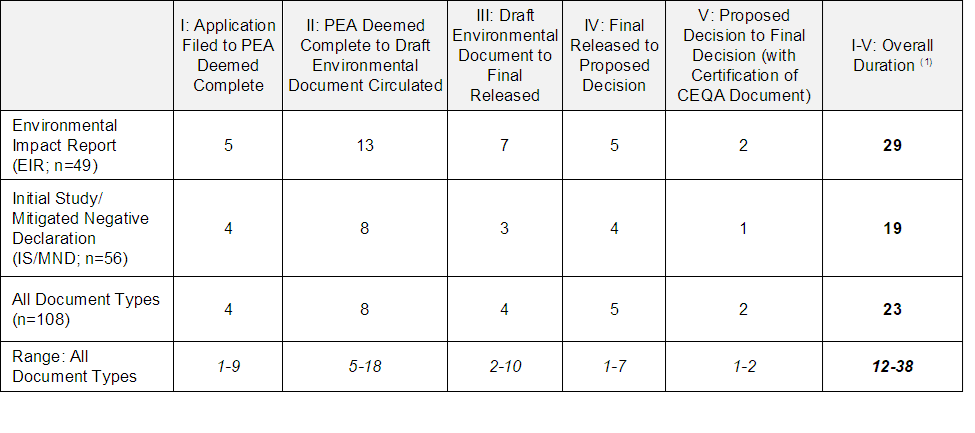 I: Application
Filed to PEA
Deemed
Complete
II: PEA Deemed
Complete to Draft
Environmental
Document Circulated
III: Draft
Environmental
Document to
Final
Released
IV: Final
Released to
Proposed
Decision
V: Proposed
Decision to Final
Decision (with
Certification of
CEQA Document)
I-V: Overall
Duration (1)
Environmental
Impact Report
(EIR; n=49)
5
13
7
5
2
29
Initial Study/
Mitigated Negative
Declaration
(IS/MND; n=56)
4
8
3
4
1
19
All Document Types
(n=108)
4
8
4
5
2
23
Range: All
Document Types
1-9
5-18
2-10
1-7
1-2
12-38